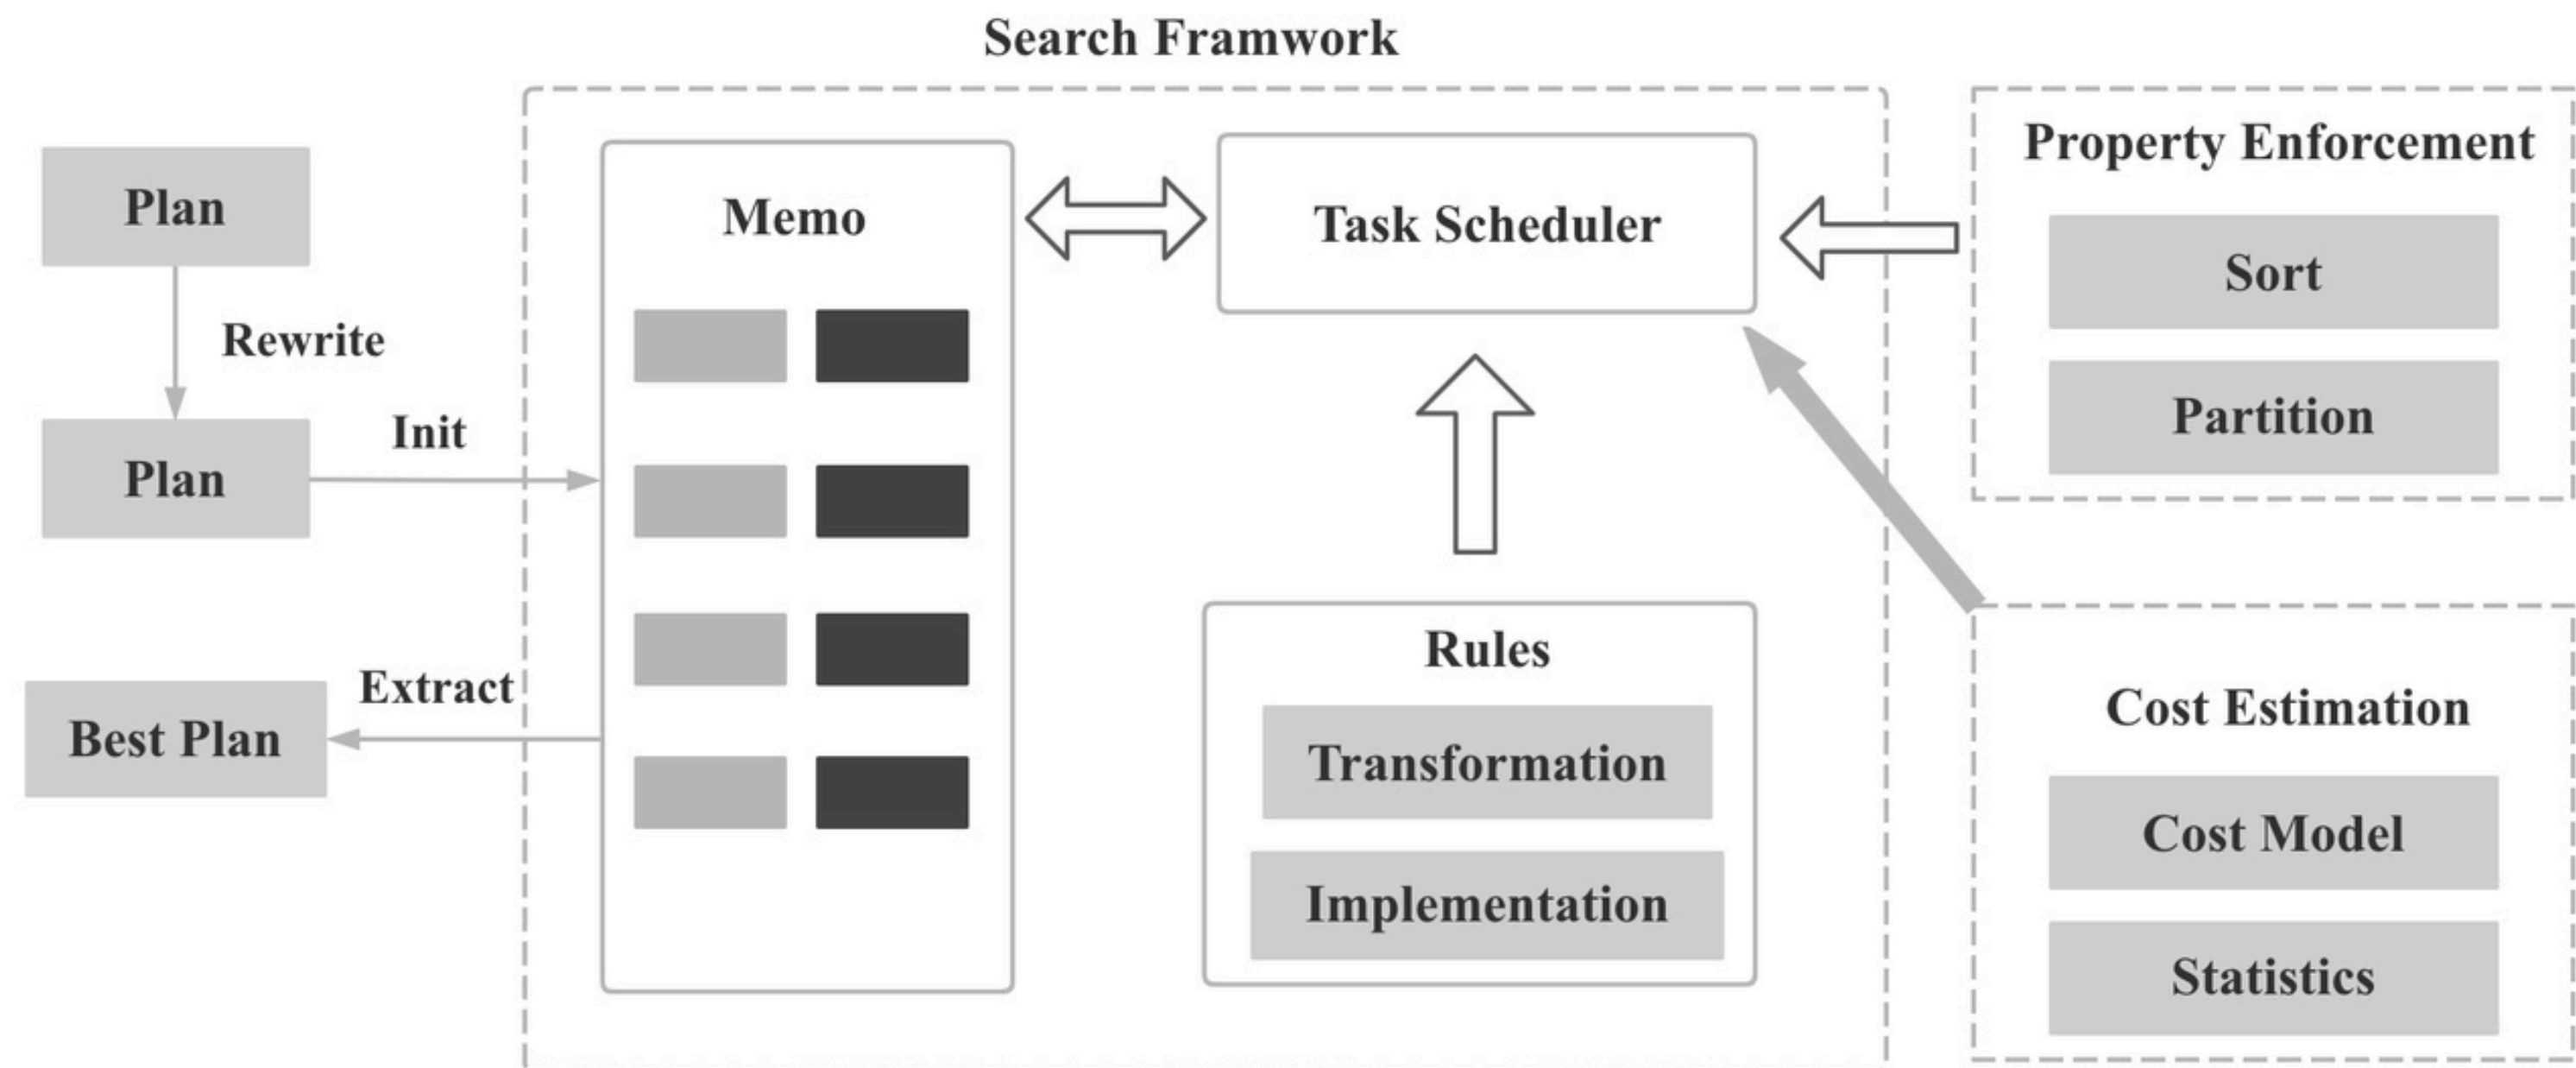 Search Framwork
Plan
Rewrite
Plan
Init
Extract
Best Plan
Memo
Task Scheduler
Rules
Transformation
Implementation
Property Enforcement
Sort
Partition
Cost Estimation
Cost Model
Statistics